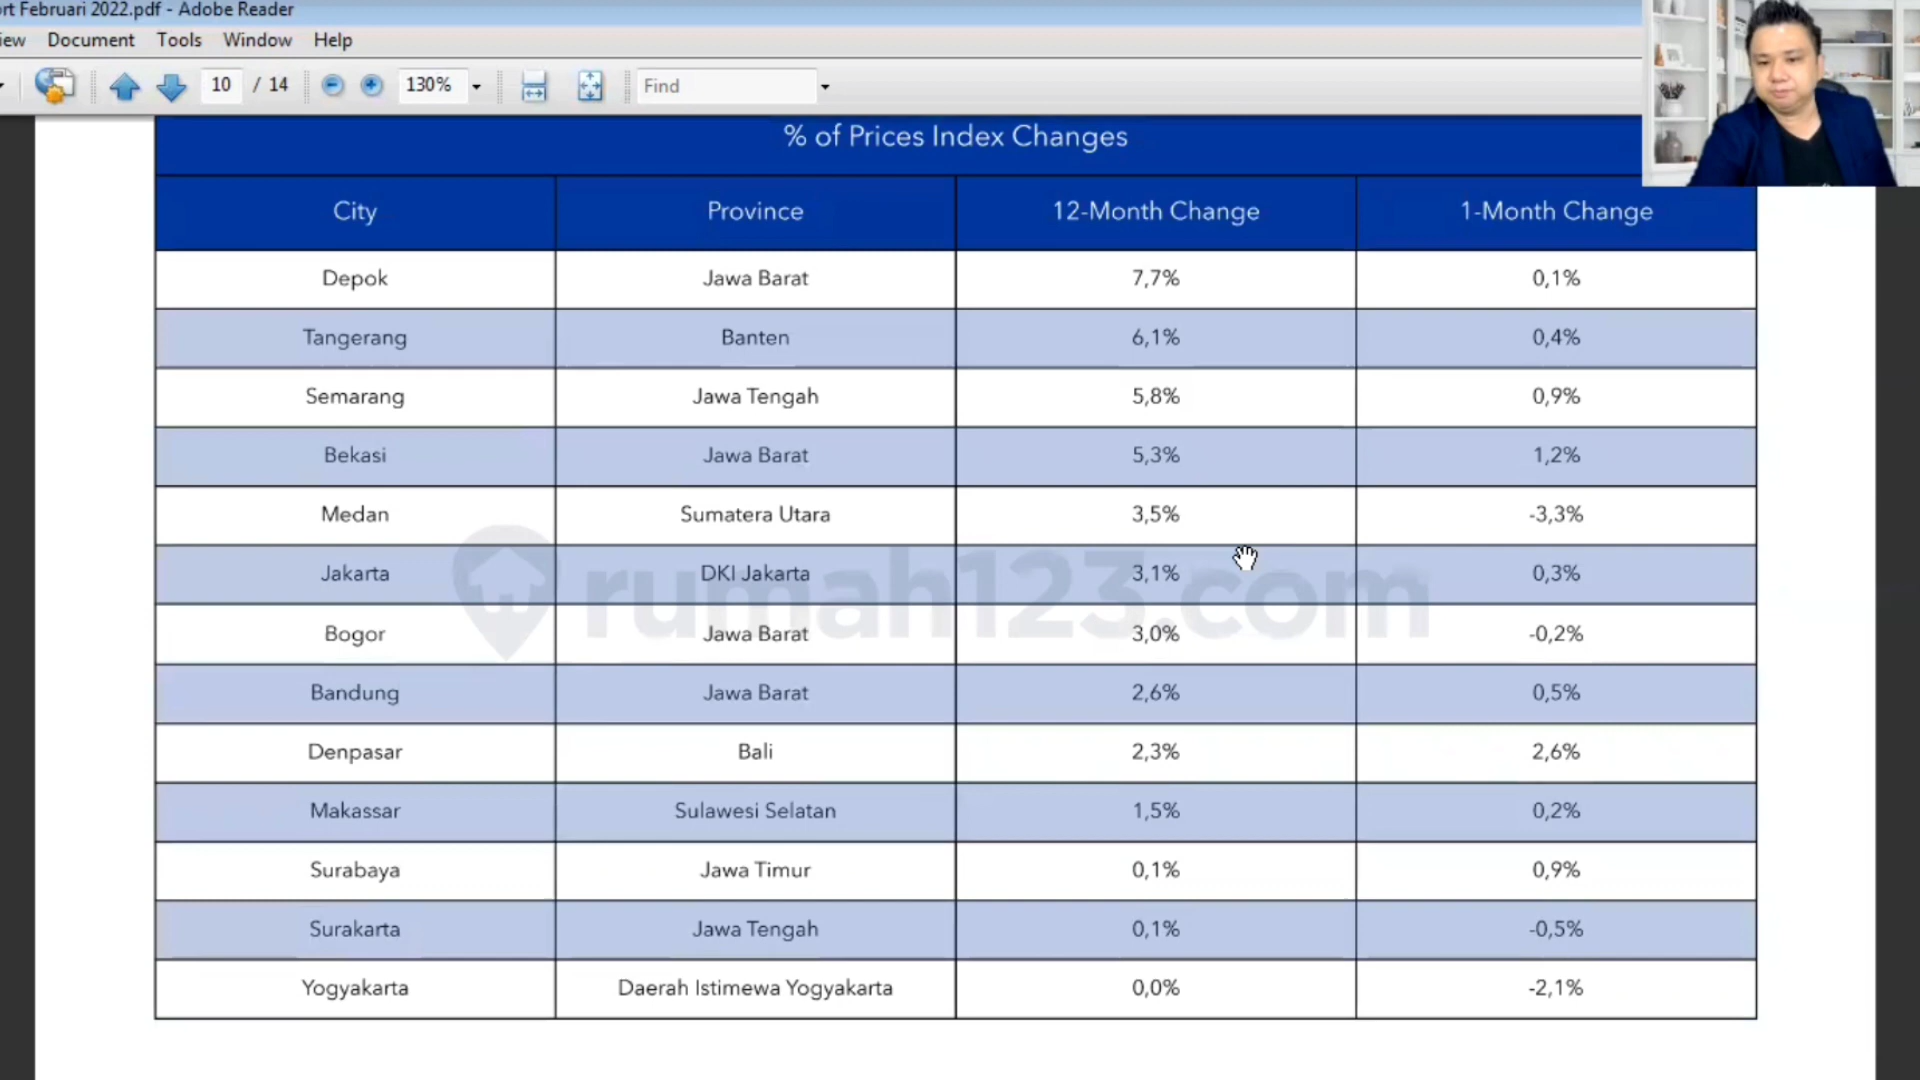 rt Februari 2022.pdf - Adobe Reader
iew Document Tools Window Help
10 / 14 130% Find
% of Prices Index Changes
City Province 12-Month Change 1-Month Change
Depok Jawa Barat 7,7% 0,1%
Tangerang Banten 6,1% 0,4%
Semarang Jawa Tengah 5,8% 0,9%
Bekasi Jawa Barat 5,3% 1,2%
Medan Sumatera Utara 3,5% -3,3%
Jakarta DKI Jakarta 3,1% 0,3%
rumah123.com
Bogor Jawa Barat 3,0% -0,2%
Bandung Jawa Barat 2,6% 0,5%
Denpasar Bali 2,3% 2,6%
Makassar Sulawesi Selatan 1,5% 0,2%
Surabaya Jawa Timur 0,1% 0,9%
Surakarta Jawa Tengah 0,1% -0,5%
Yogyakarta Daerah Istimewa Yogyakarta 0,0% -2,1%